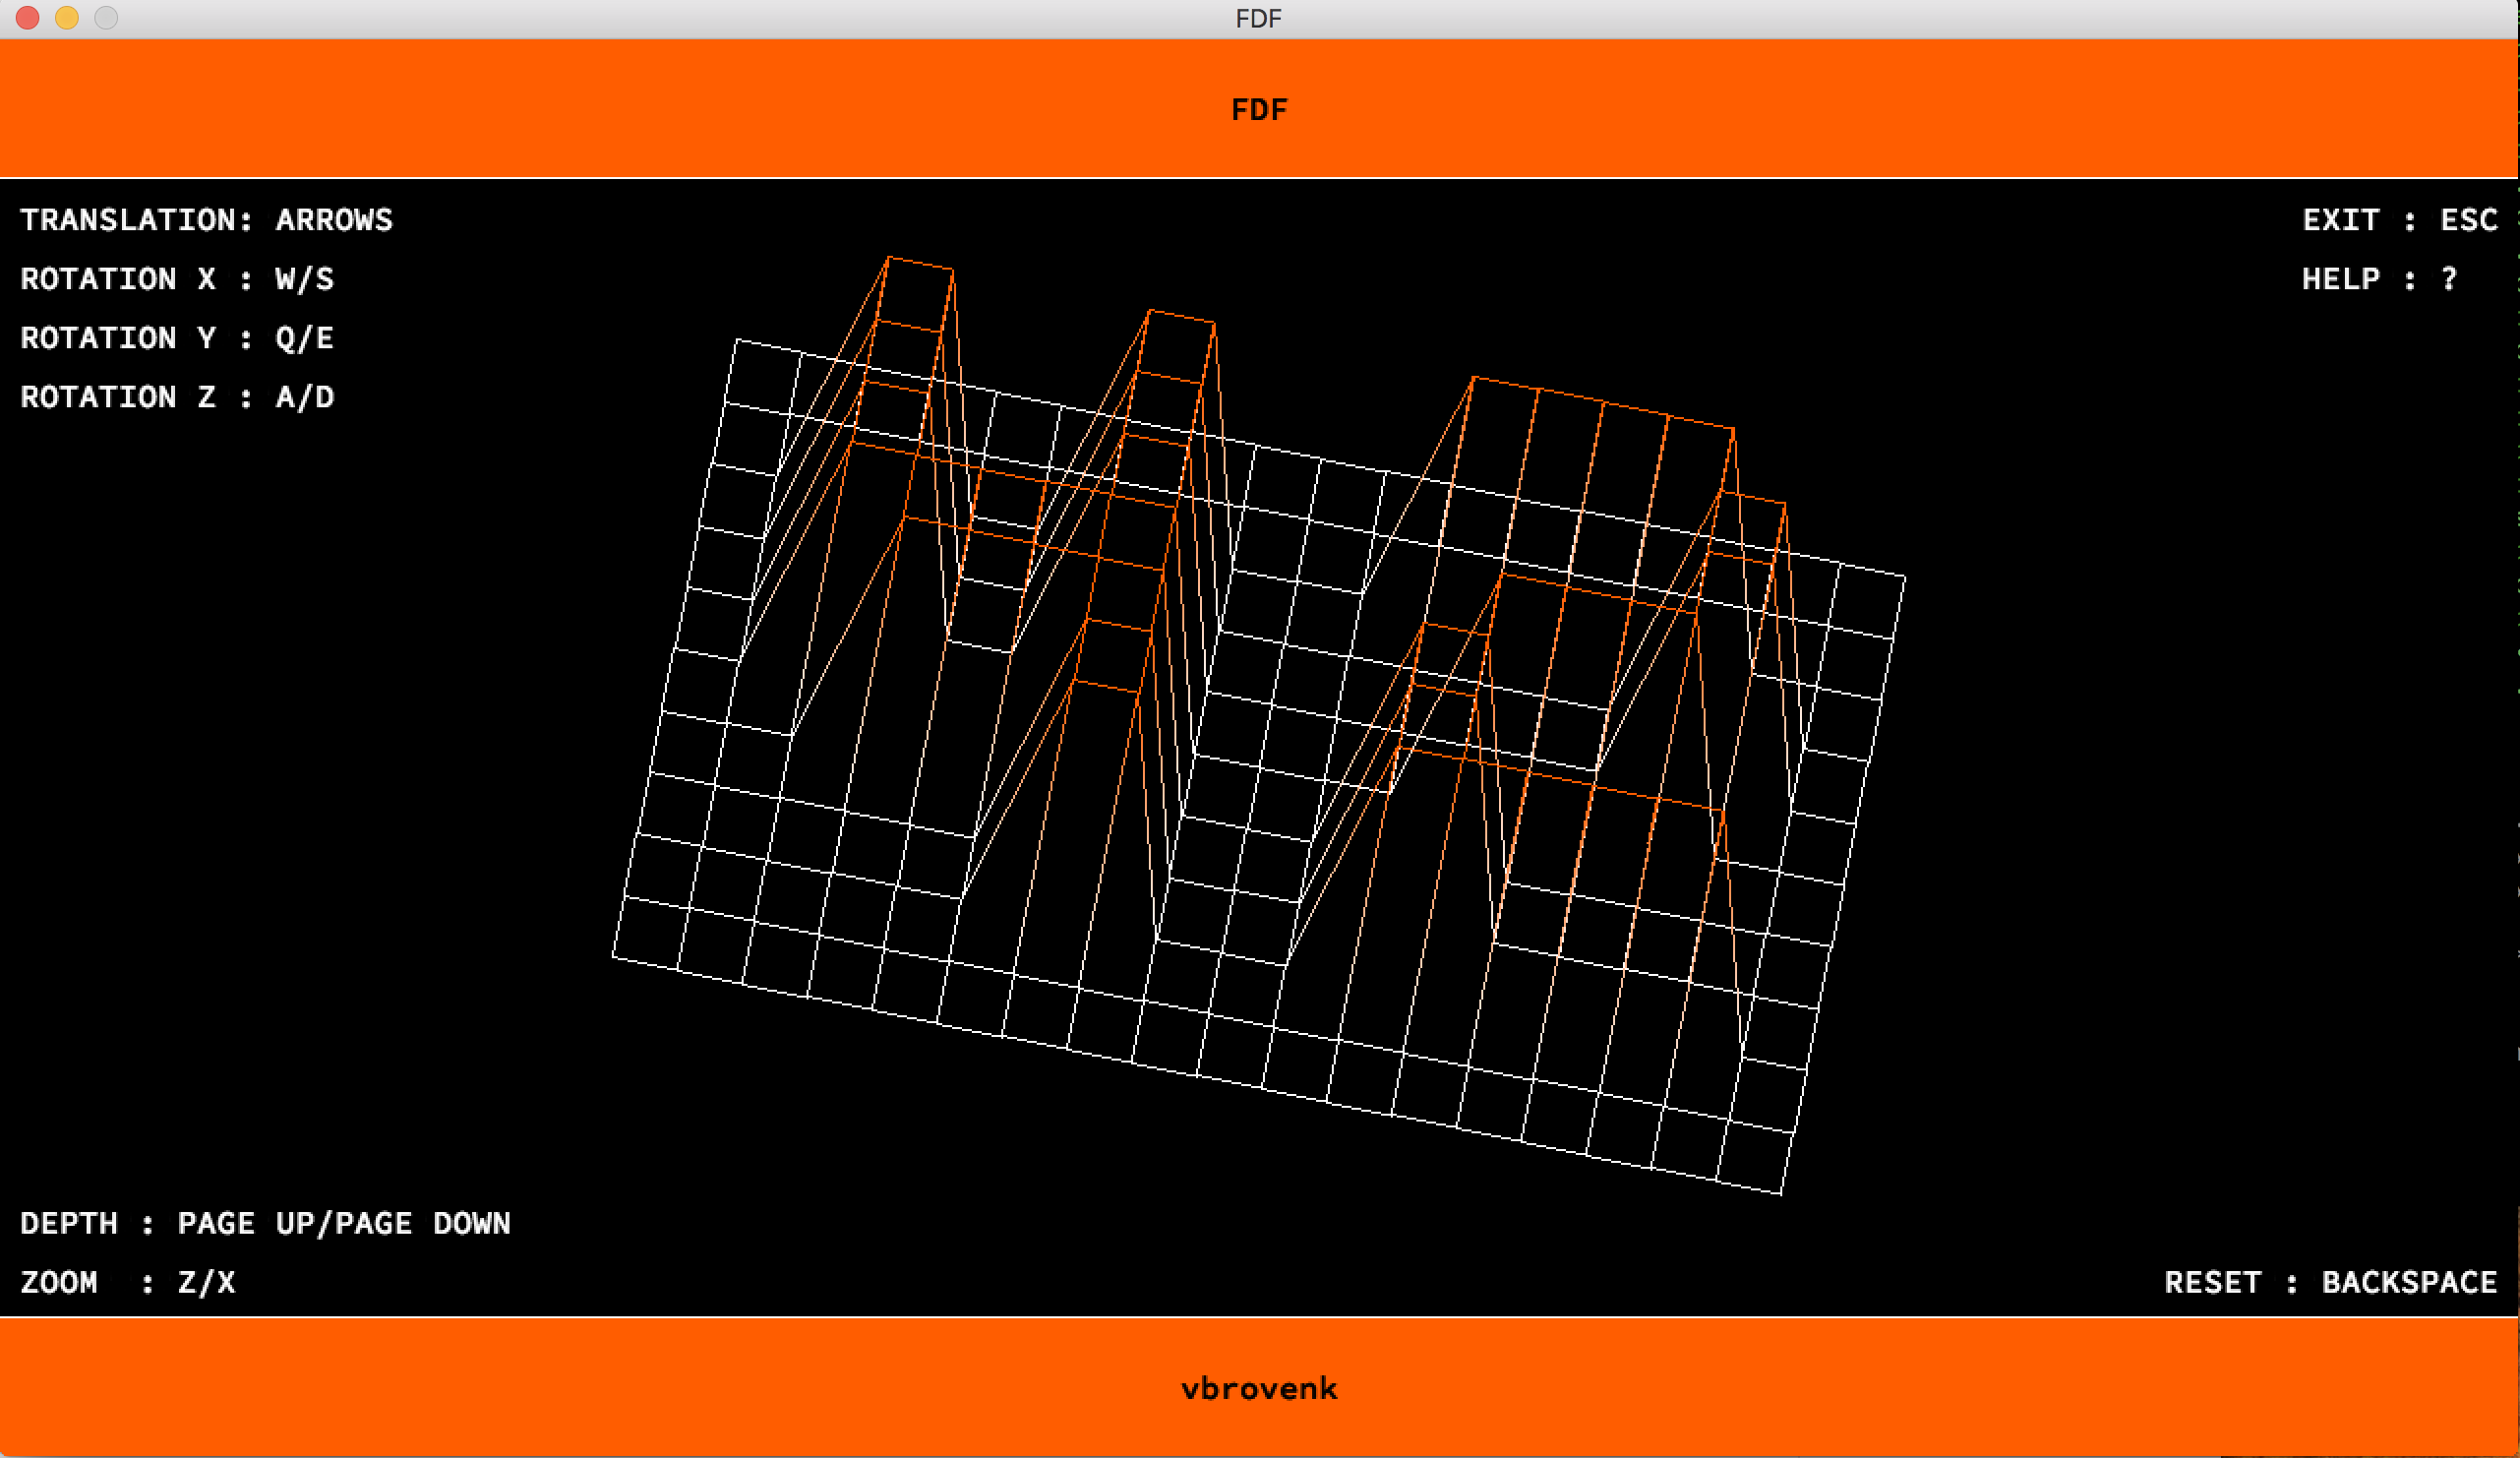 FDF
FDF
TRANSLATION: ARROWS
ROTATION X : W/S
ROTATION Y : Q/E
ROTATION Z : A/D
EXIT : ESC
HELP : ?
DEPTH : PAGE UP/PAGE DOWN
ZOOM  : Z/X
RESET : BACKSPACE
vbrovenk